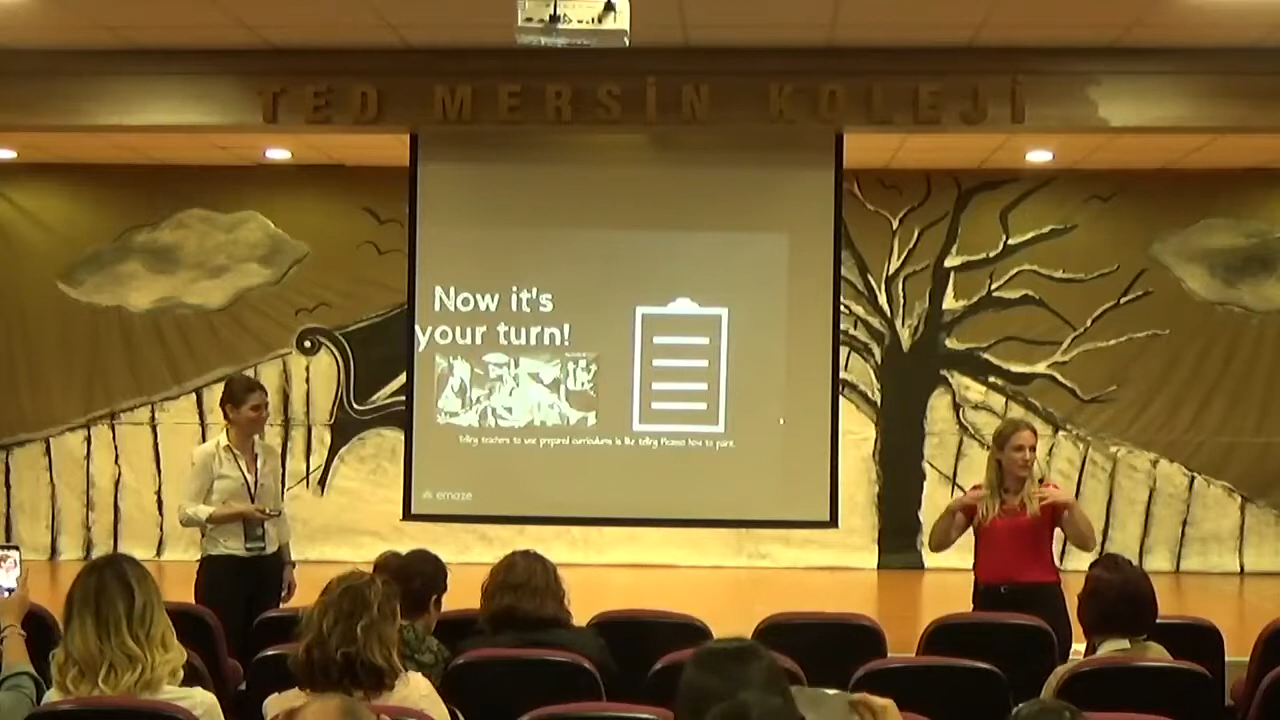 TED MERSİN KOLEJİ
Now it's
your turn!
Telling teachers to use prepared curriculums is like telling Picasso how to paint.
emaze